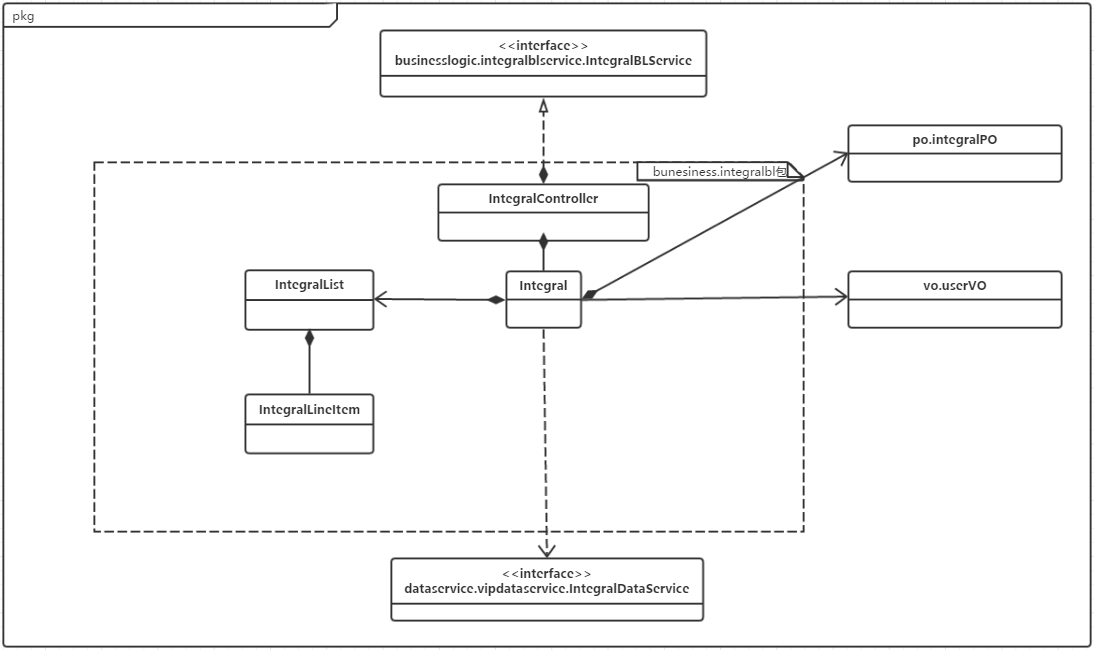 pkg
<<interface>>
businesslogic.integralblservice.IntegralBLService
po.integralPO
bunesiness.integralbl包
IntegralController
IntegralList
Integral
vo.userVO
IntegralLineItem
<<interface>>
dataservice.vipdataservice.IntegralDataService